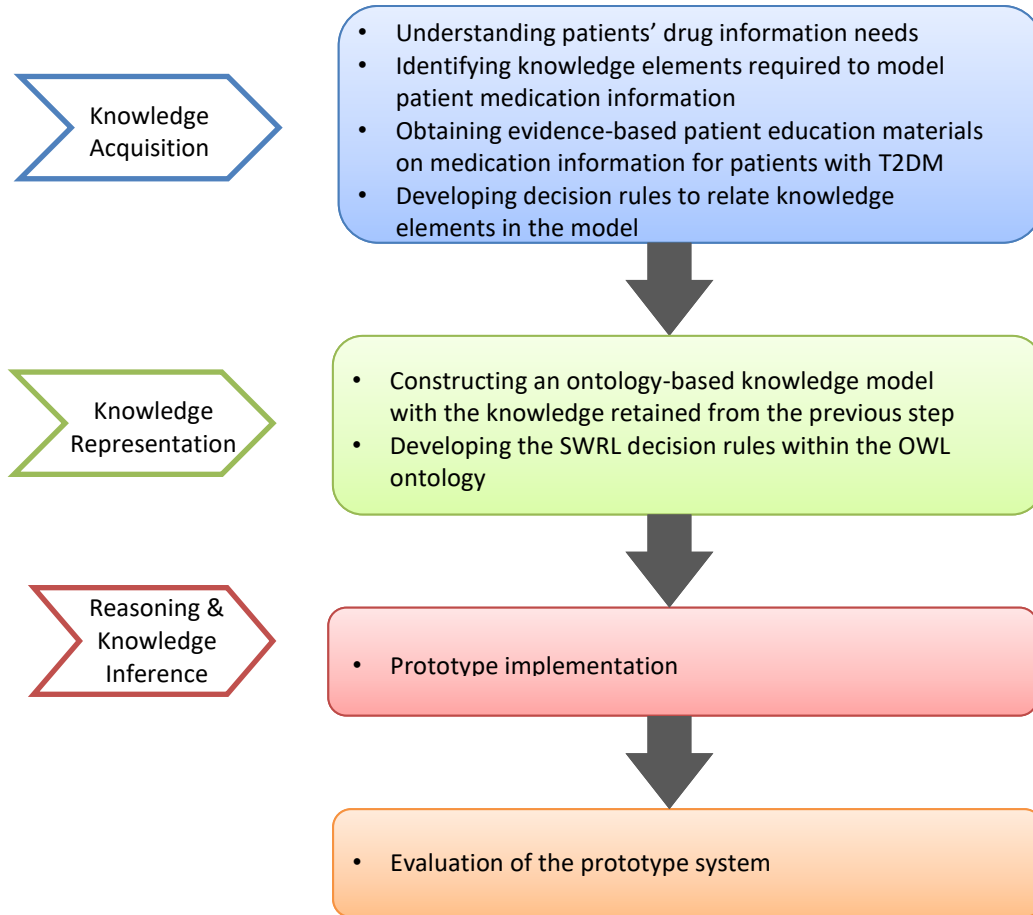 Knowledge
Acquisition
• Understanding patients’ drug information needs
• Identifying knowledge elements required to model
patient medication information
• Obtaining evidence-based patient education materials
on medication information for patients with T2DM
• Developing decision rules to relate knowledge
elements in the model
Knowledge
Representation
• Constructing an ontology-based knowledge model
with the knowledge retained from the previous step
• Developing the SWRL decision rules within the OWL
ontology
Reasoning &
Knowledge
Inference
• Prototype implementation
• Evaluation of the prototype system